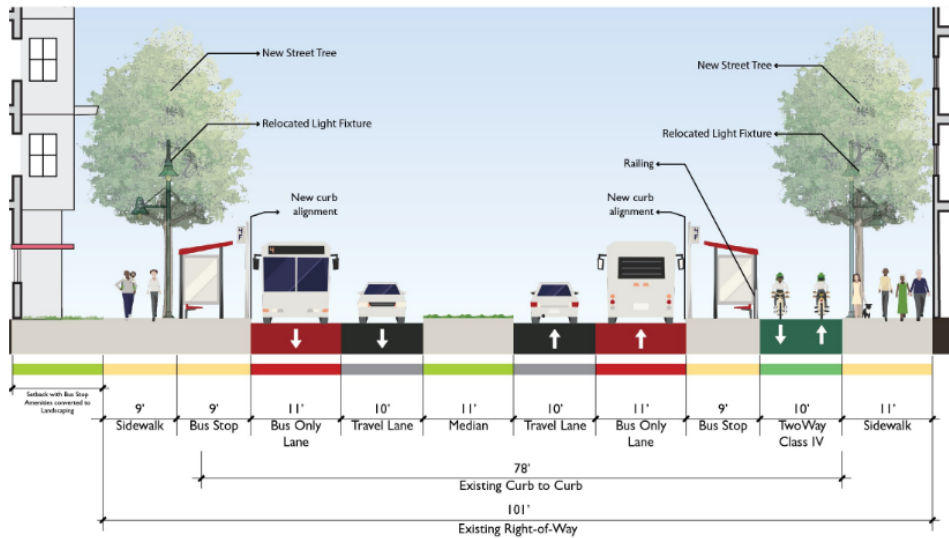 New Street Tree
New Street Tree
Relocated Light Fixture
Relocated Light Fixture
Railing
New curb
alignment
New curb
alignment
Setback with Bus Stop
Amenities converted to
Landscaping
9'
Sidewalk
9'
Bus Stop
11'
Bus Only
Lane
10'
Travel Lane
11'
Median
10'
Travel Lane
11'
Bus Only
Lane
9'
Bus Stop
10'
TwoWay
Class IV
11'
Sidewalk
78'
Existing Curb to Curb
101'
Existing Right-of-Way